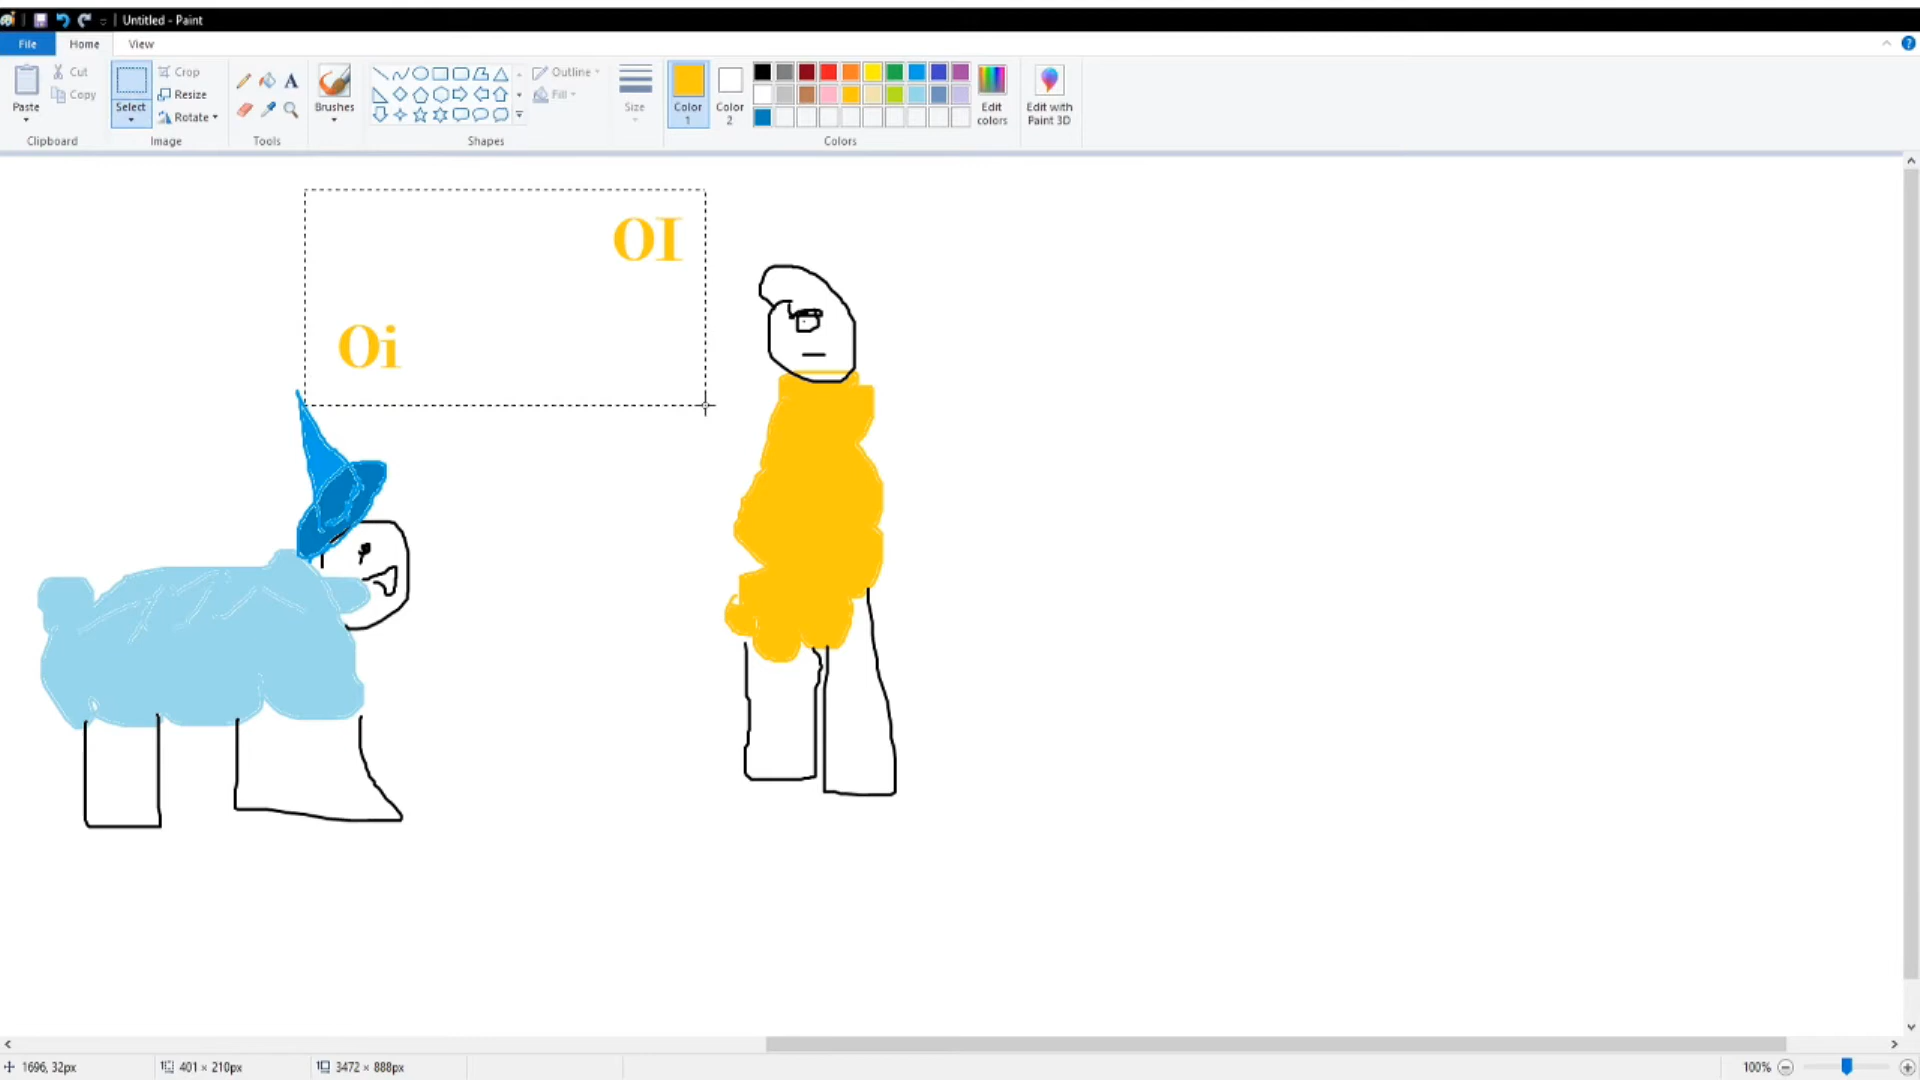 Untitled - Paint
File Home View
Paste
Cut
Copy
Clipboard
Select
Crop
Resize
Rotate
Image
Tools
Brushes
Shapes
Outline
Fill
Size
Color 1
Color 2
Edit colors
Colors
Edit with Paint 3D
OI
Oi
1696, 32px
401 × 210px
3472 × 888px
100%